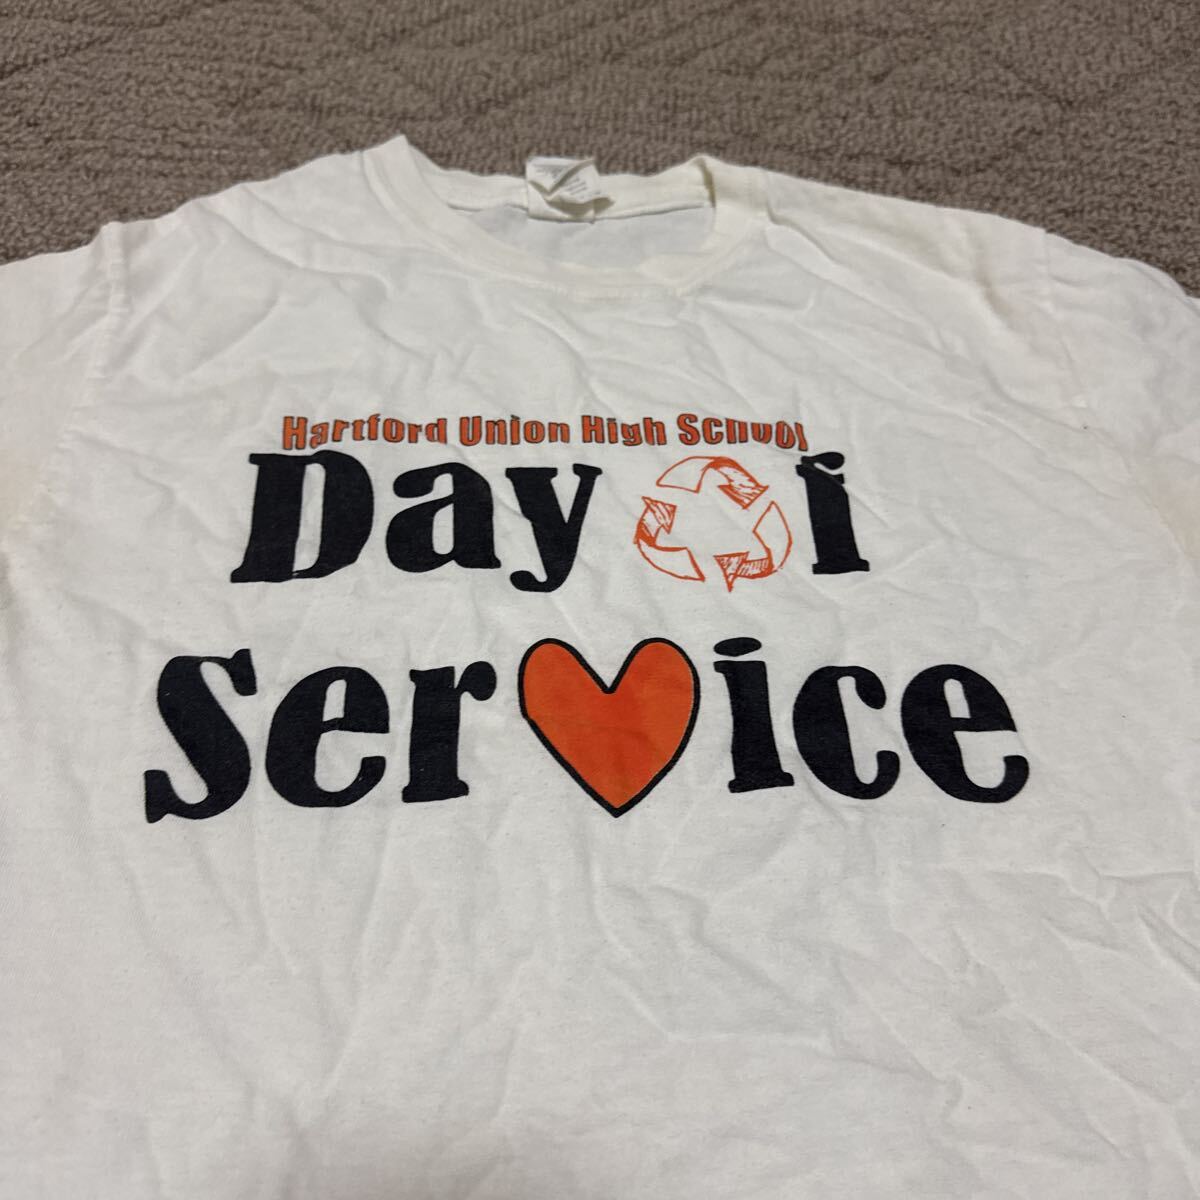 Hartford Union High School
Day of
Service